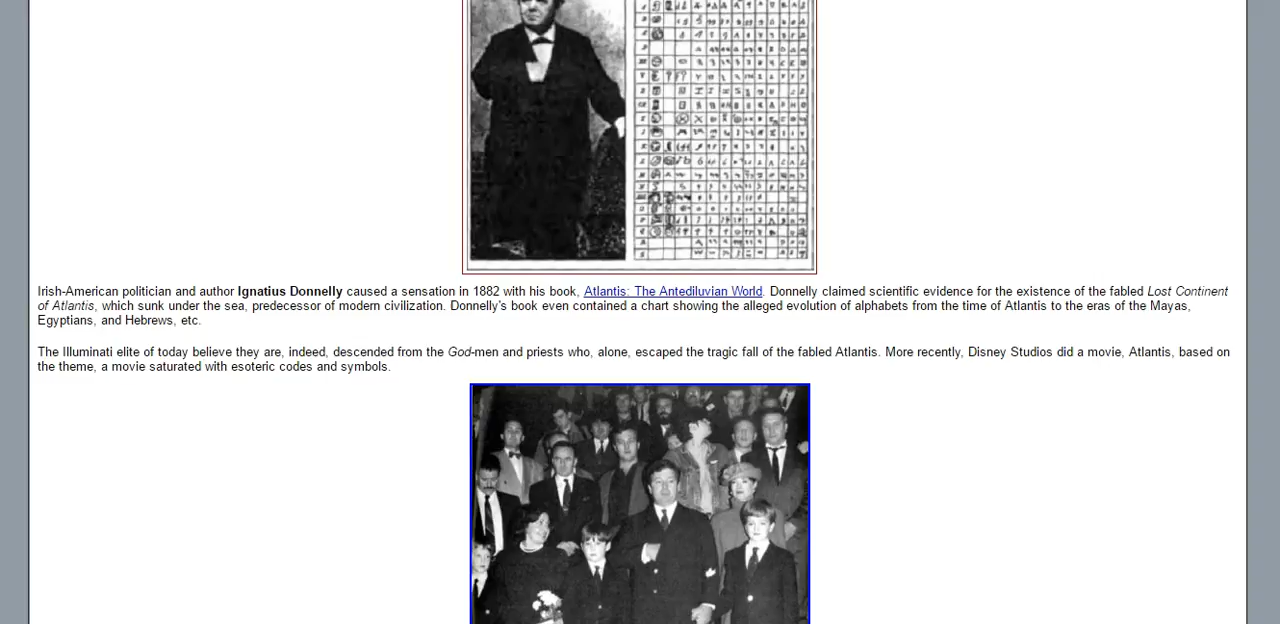 Irish-American politician and author Ignatius Donnelly caused a sensation in 1882 with his book, Atlantis: The Antediluvian World. Donnelly claimed scientific evidence for the existence of the fabled Lost Continent
of Atlantis, which sunk under the sea, predecessor of modern civilization. Donnelly's book even contained a chart showing the alleged evolution of alphabets from the time of Atlantis to the eras of the Mayas,
Egyptians, and Hebrews, etc.
The Illuminati elite of today believe they are, indeed, descended from the God-men and priests who, alone, escaped the tragic fall of the fabled Atlantis. More recently, Disney Studios did a movie, Atlantis, based on
the theme, a movie saturated with esoteric codes and symbols.